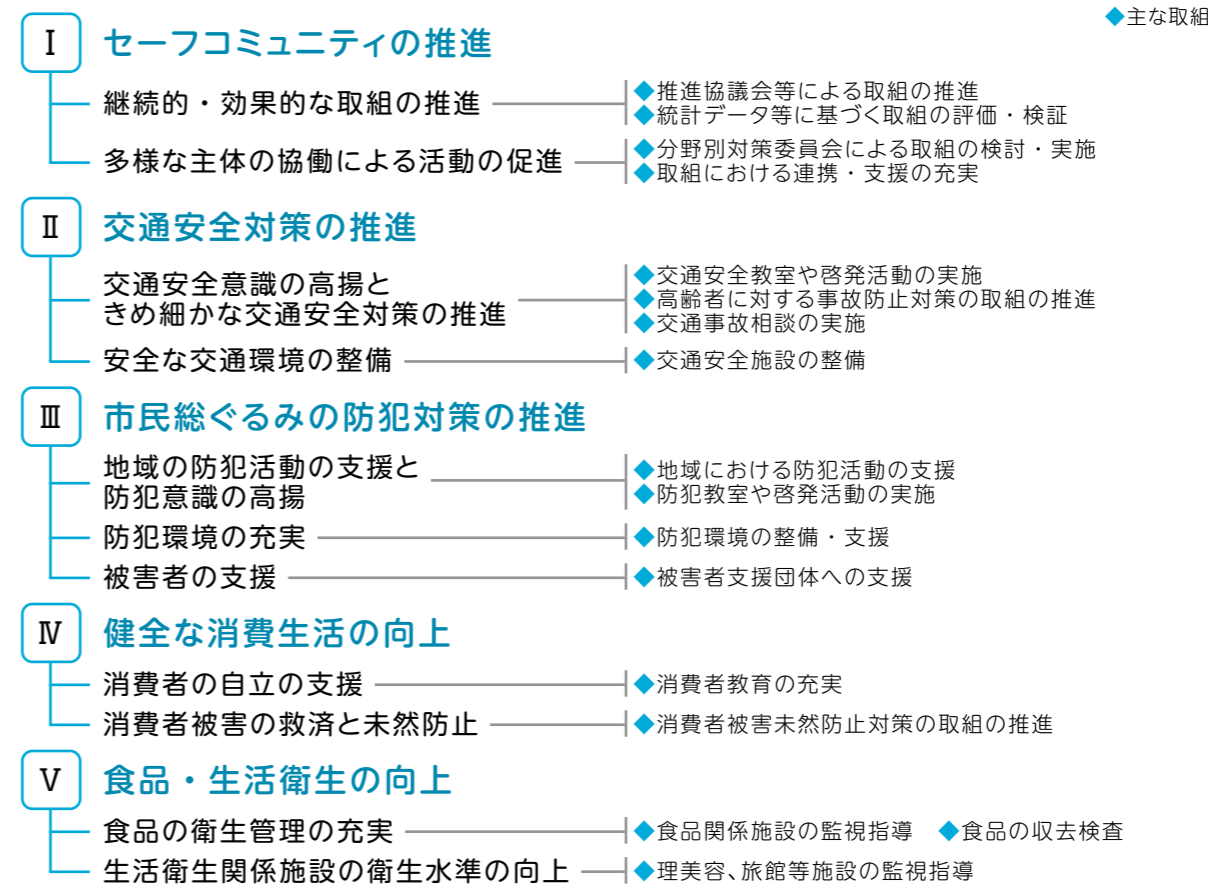 ◆主な取組
Ⅰ セーフコミュニティの推進
継続的・効果的な取組の推進
◆推進協議会等による取組の推進
◆統計データ等に基づく取組の評価・検証
多様な主体の協働による活動の促進
◆分野別対策委員会による取組の検討・実施
◆取組における連携・支援の充実
Ⅱ 交通安全対策の推進
交通安全意識の高揚と
きめ細かな交通安全対策の推進
◆交通安全教室や啓発活動の実施
◆高齢者に対する事故防止対策の取組の推進
◆交通事故相談の実施
安全な交通環境の整備
◆交通安全施設の整備
Ⅲ 市民総ぐるみの防犯対策の推進
地域の防犯活動の支援と
防犯意識の高揚
◆地域における防犯活動の支援
◆防犯教室や啓発活動の実施
防犯環境の充実
◆防犯環境の整備・支援
被害者の支援
◆被害者支援団体への支援
Ⅳ 健全な消費生活の向上
消費者の自立の支援
◆消費者教育の充実
消費者被害の救済と未然防止
◆消費者被害未然防止対策の取組の推進
Ⅴ 食品・生活衛生の向上
食品の衛生管理の充実
◆食品関係施設の監視指導 ◆食品の収去検査
生活衛生関係施設の衛生水準の向上
◆理美容、旅館等施設の監視指導